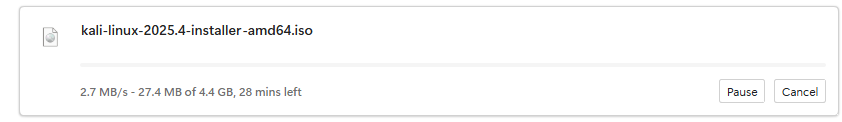 kali-linux-2025.4-installer-amd64.iso
2.7 MB/s - 27.4 MB of 4.4 GB, 28 mins left
Pause
Cancel